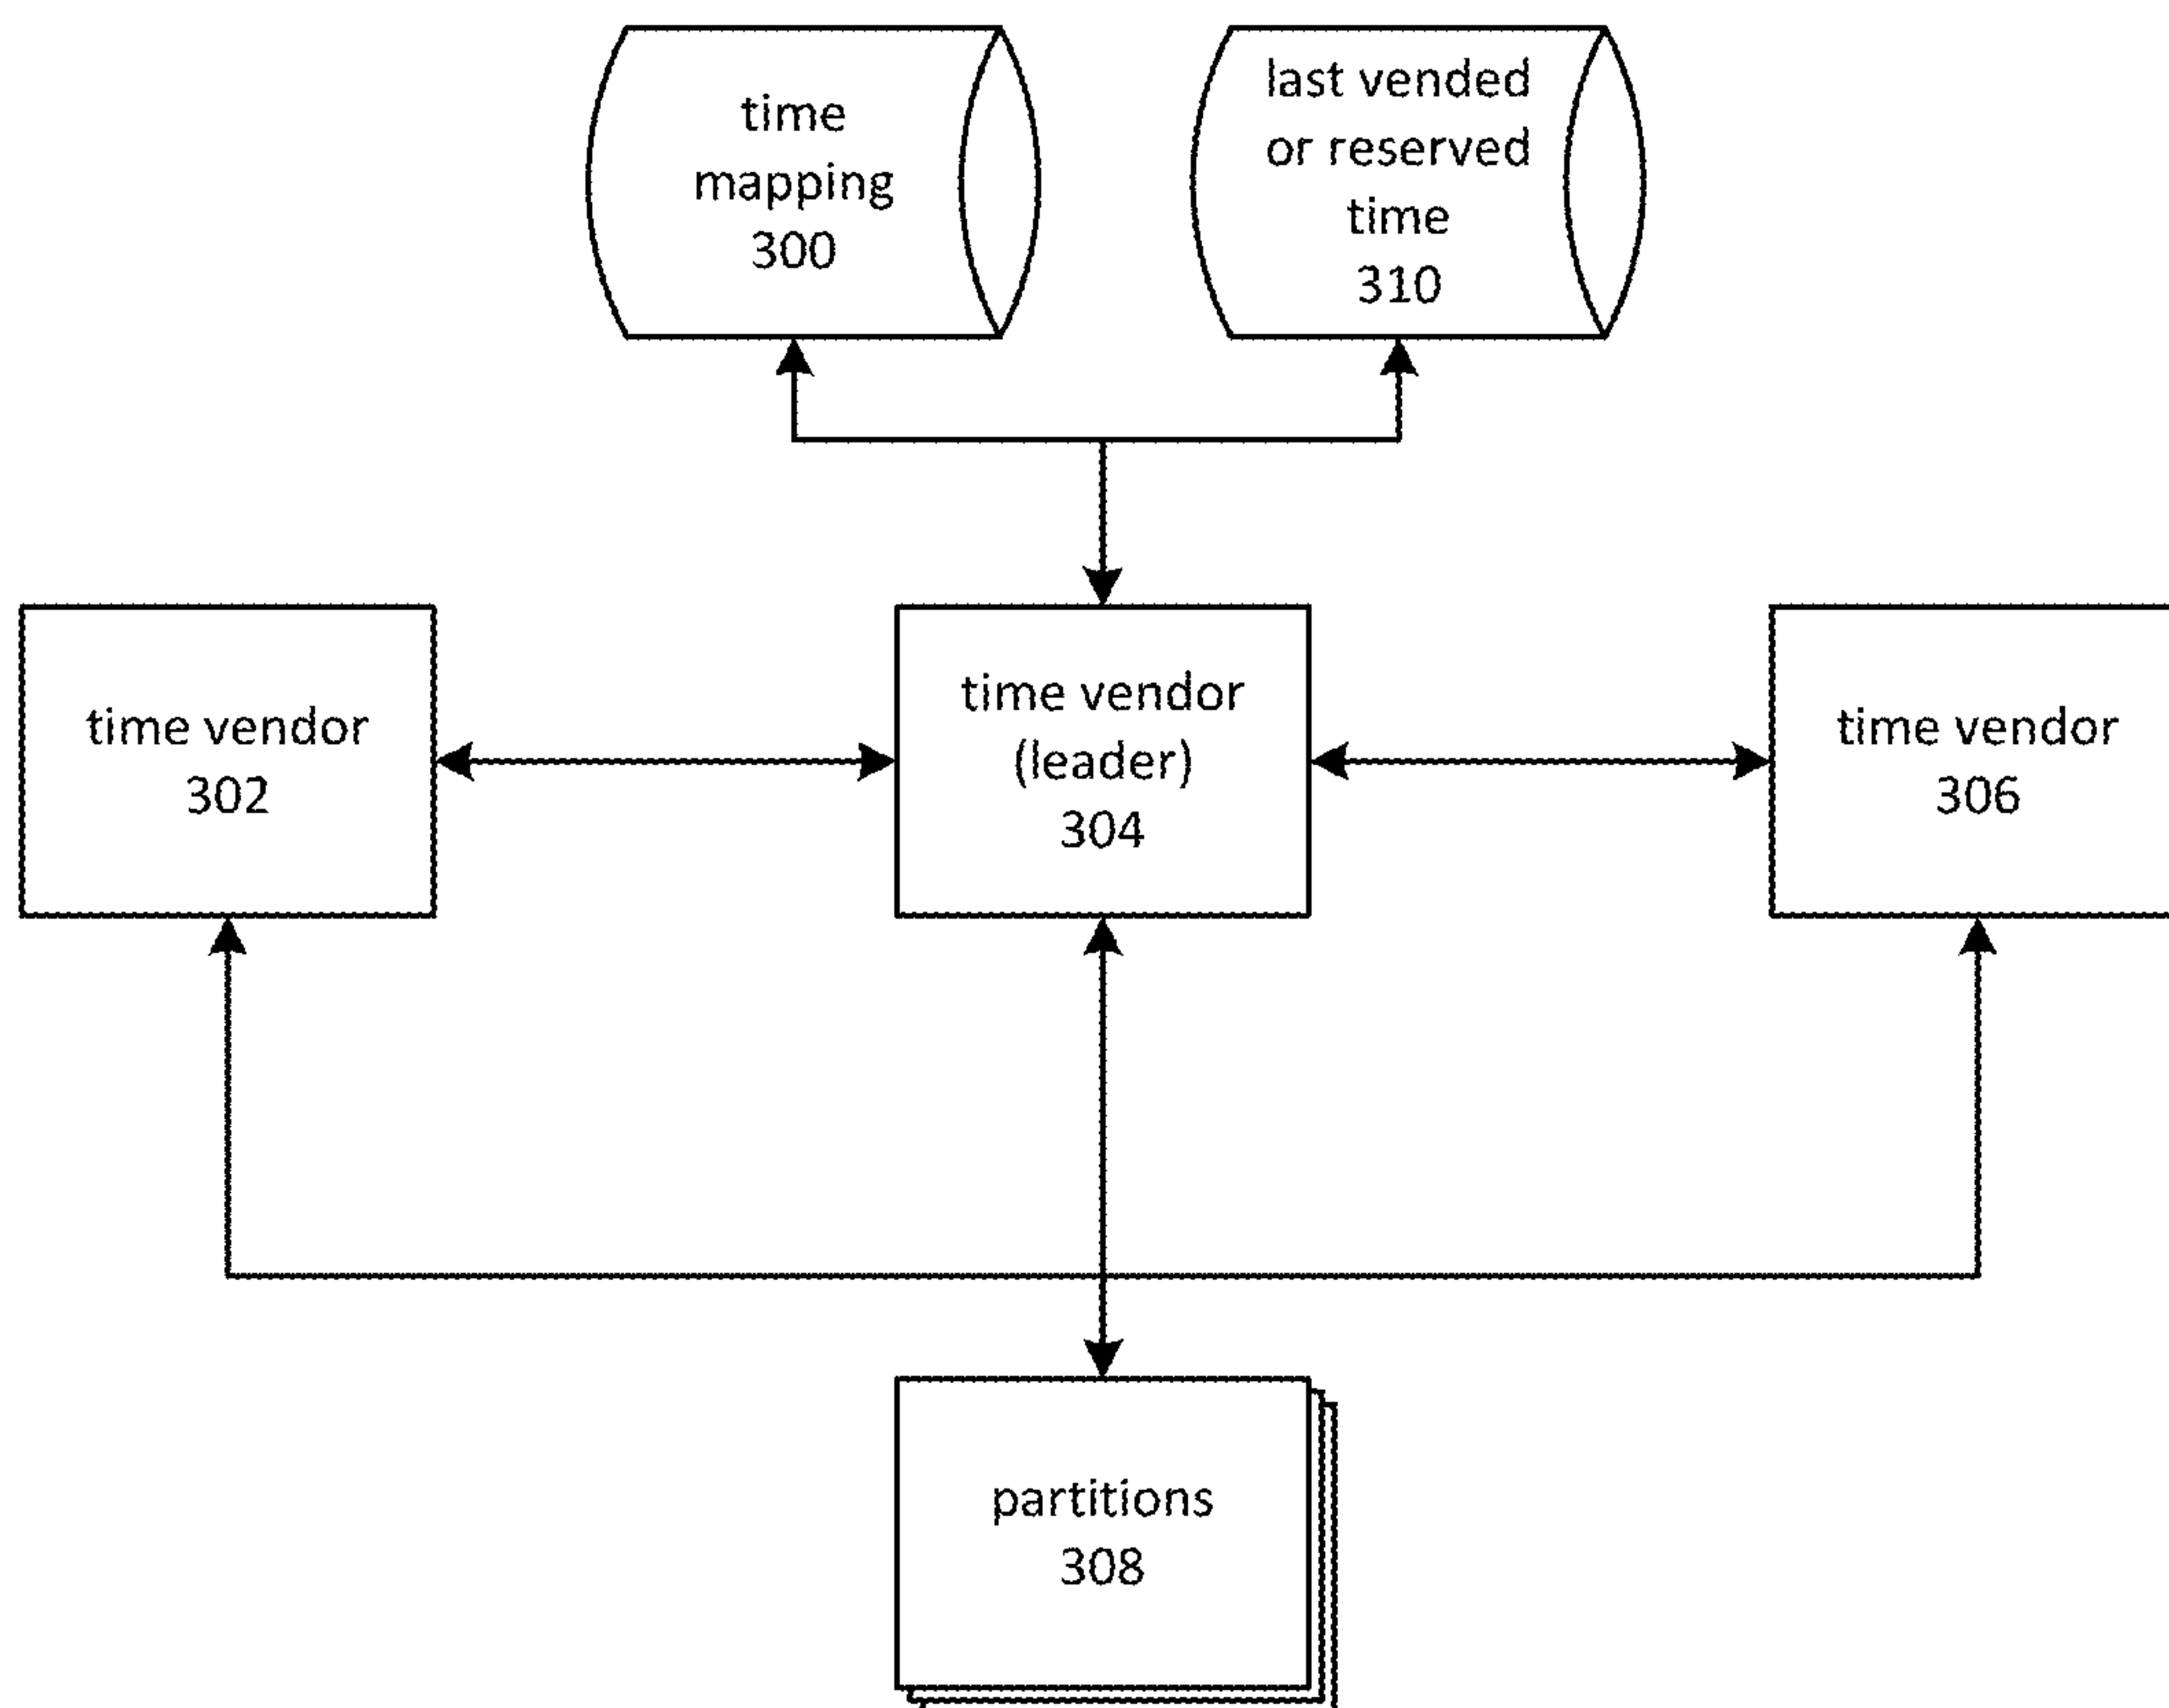 time
mapping
300
last vended
or reserved
time
310
time vendor
302
time vendor
(leader)
304
time vendor
306
partitions
308